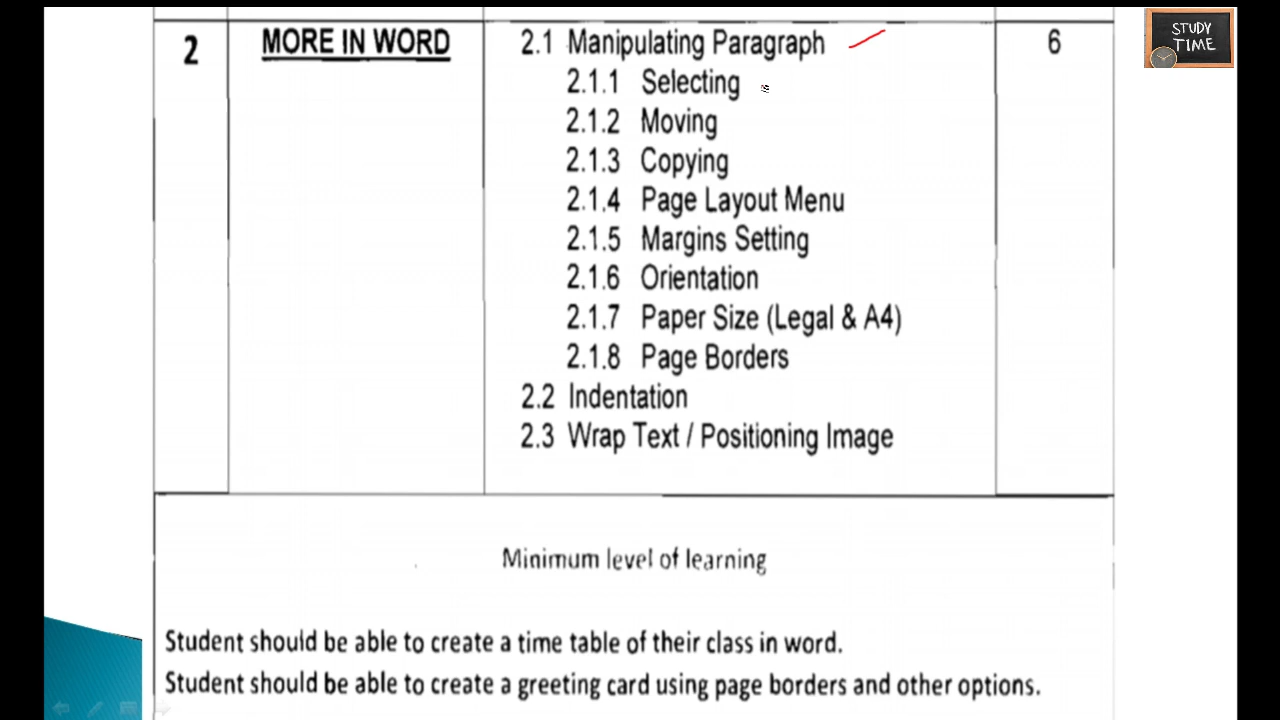 2 MORE IN WORD 2.1 Manipulating Paragraph 6
2.1.1 Selecting
2.1.2 Moving
2.1.3 Copying
2.1.4 Page Layout Menu
2.1.5 Margins Setting
2.1.6 Orientation
2.1.7 Paper Size (Legal & A4)
2.1.8 Page Borders
2.2 Indentation
2.3 Wrap Text / Positioning Image
Minimum level of learning
Student should be able to create a time table of their class in word.
Student should be able to create a greeting card using page borders and other options.
STUDY
TIME